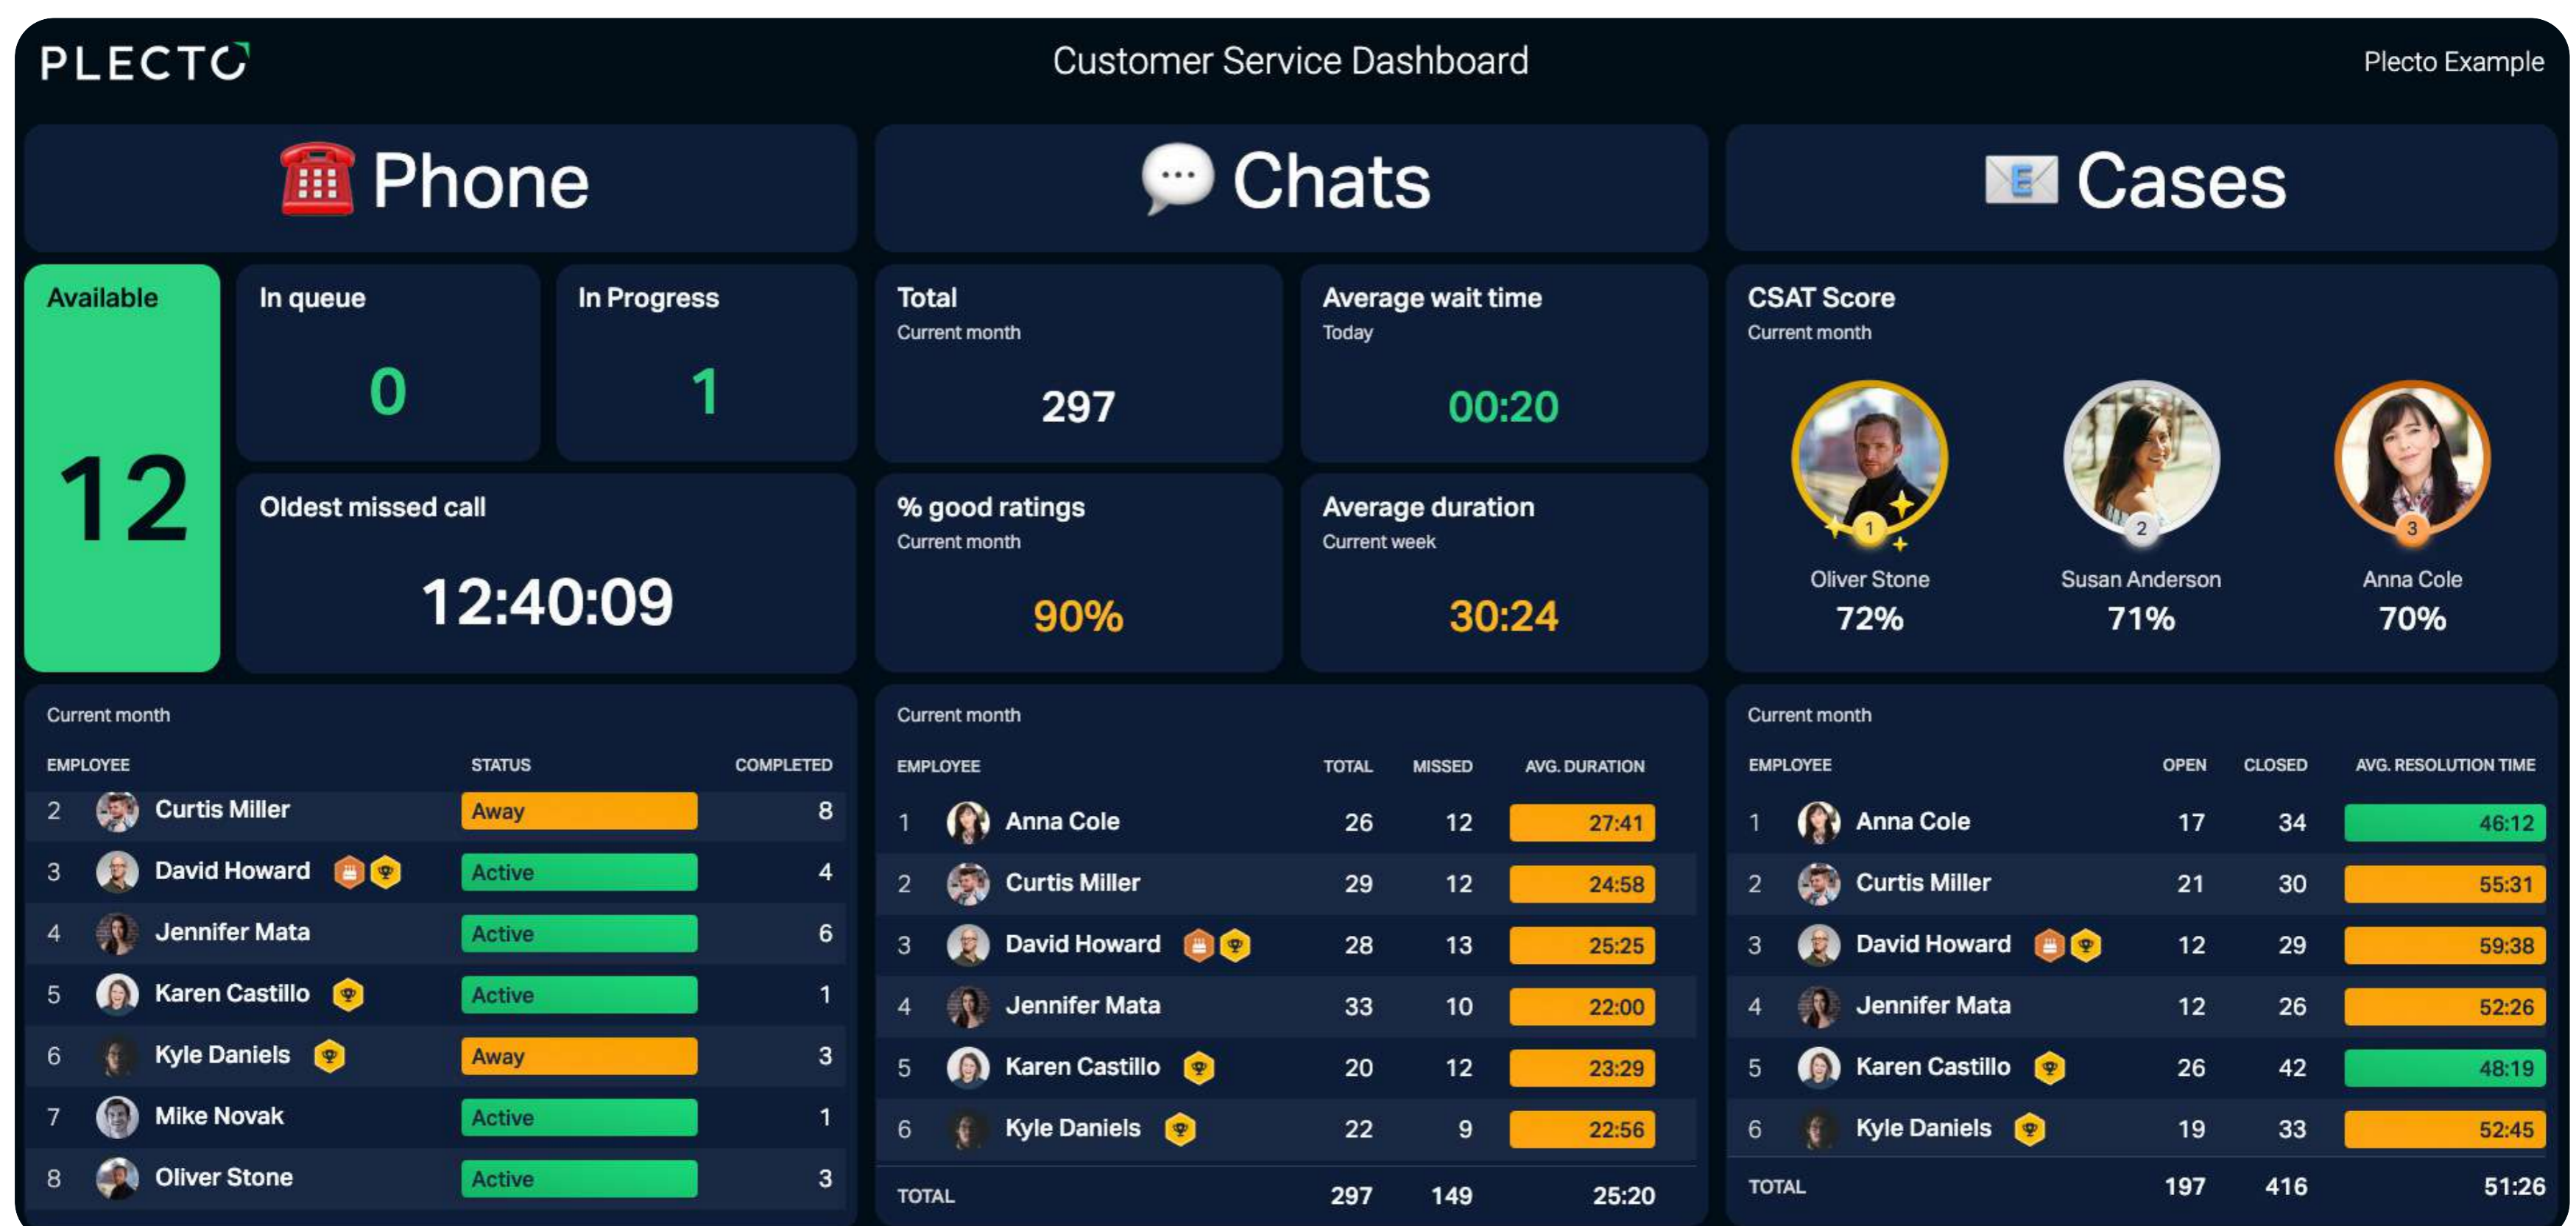 PLECTO
Customer Service Dashboard
Plecto Example
Phone
Available
12
In queue
0
In Progress
1
Oldest missed call
12:40:09
Current month
EMPLOYEE STATUS COMPLETED
2 Curtis Miller Away 8
3 David Howard Active 4
4 Jennifer Mata Active 6
5 Karen Castillo Active 1
6 Kyle Daniels Away 3
7 Mike Novak Active 1
8 Oliver Stone Active 3
Chats
Total
Current month
297
Average wait time
Today
00:20
% good ratings
Current month
90%
Average duration
Current week
30:24
Current month
EMPLOYEE TOTAL MISSED AVG. DURATION
1 Anna Cole 26 12 27:41
2 Curtis Miller 29 12 24:58
3 David Howard 28 13 25:25
4 Jennifer Mata 33 10 22:00
5 Karen Castillo 20 12 23:29
6 Kyle Daniels 22 9 22:56
TOTAL 297 149 25:20
E Cases
CSAT Score
Current month
1 2 3
Oliver Stone Susan Anderson Anna Cole
72% 71% 70%
Current month
EMPLOYEE OPEN CLOSED AVG. RESOLUTION TIME
1 Anna Cole 17 34 46:12
2 Curtis Miller 21 30 55:31
3 David Howard 12 29 59:38
4 Jennifer Mata 12 26 52:26
5 Karen Castillo 26 42 48:19
6 Kyle Daniels 19 33 52:45
TOTAL 197 416 51:26